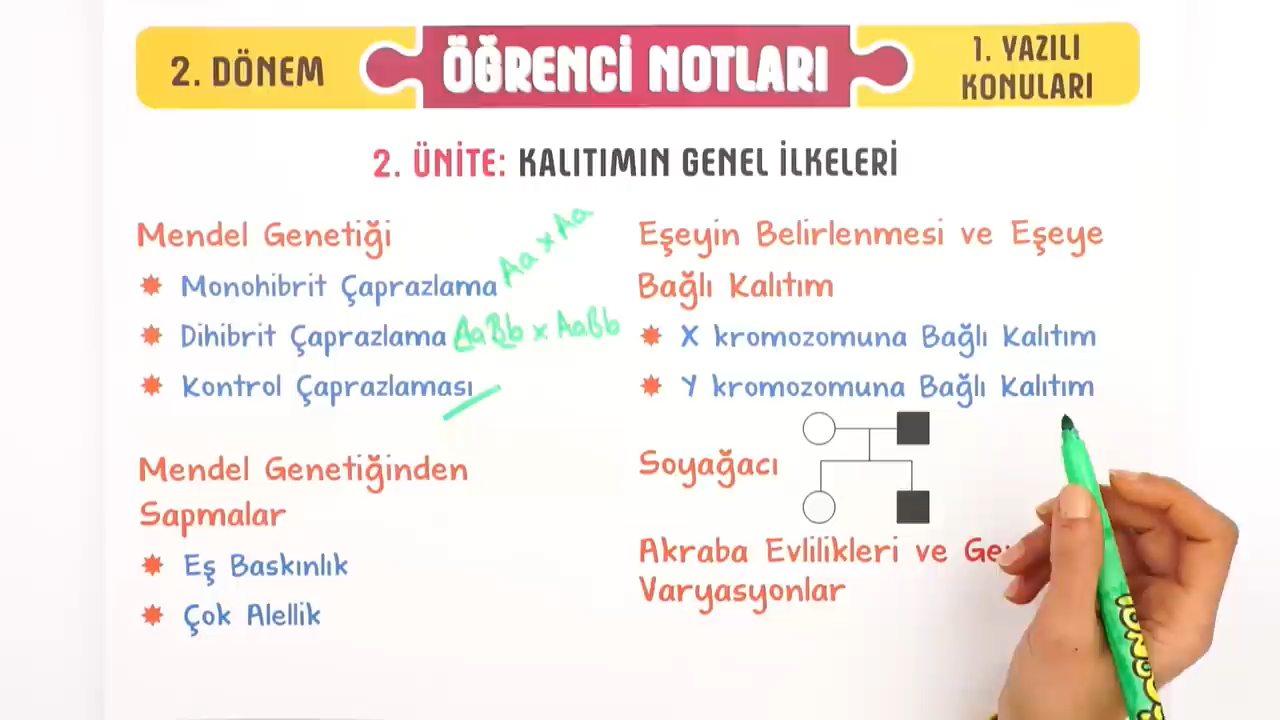 2. DÖNEM
ÖĞRENCİ NOTLARI
1. YAZILI
KONULARI
2. ÜNİTE: KALITIMIN GENEL İLKELERİ
Mendel Genetiği
Monohibrit Çaprazlama Aa x Aa
Dihibrit Çaprazlama AaBb x AaBb
Kontrol Çaprazlaması
Mendel Genetiğinden
Sapmalar
Eş Baskınlık
Çok Alellik
Eşeyin Belirlenmesi ve Eşeye
Bağlı Kalıtım
X kromozomuna Bağlı Kalıtım
Y kromozomuna Bağlı Kalıtım
Soyağacı
Akraba Evlilikleri ve
Varyasyonlar